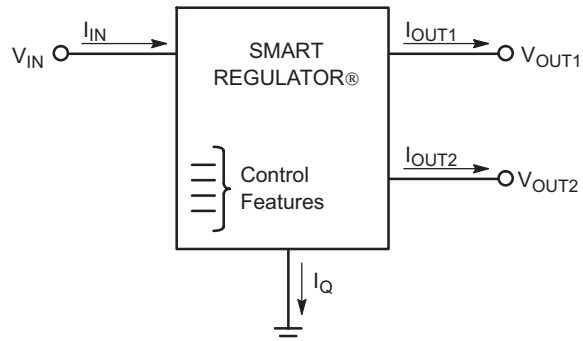 I_IN
V_IN
SMART
REGULATOR®
I_OUT1
V_OUT1
I_OUT2
V_OUT2
Control
Features
I_Q